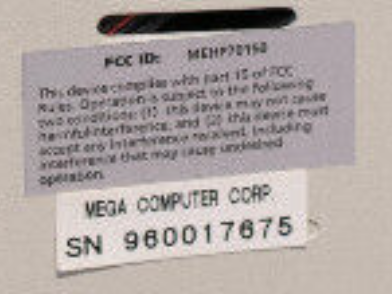 FCC ID: MEHP70150
This device complies with part 15 of FCC
Rules. Operation is subject to the following
two conditions: (1) this device may not cause
harmful interference, and (2) this device must
accept any interference received, including
interference that may cause undesired
operation.
MEGA COMPUTER CORP.
SN 960017675